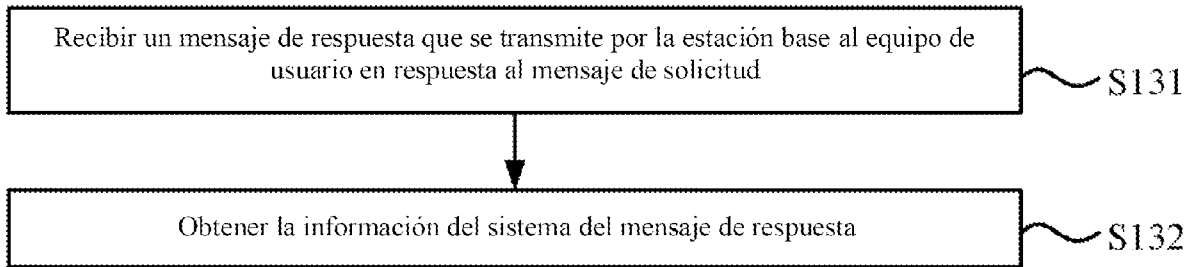 Recibir un mensaje de respuesta que se transmite por la estación base al equipo de
usuario en respuesta al mensaje de solicitud
S131
Obtener la información del sistema del mensaje de respuesta
S132